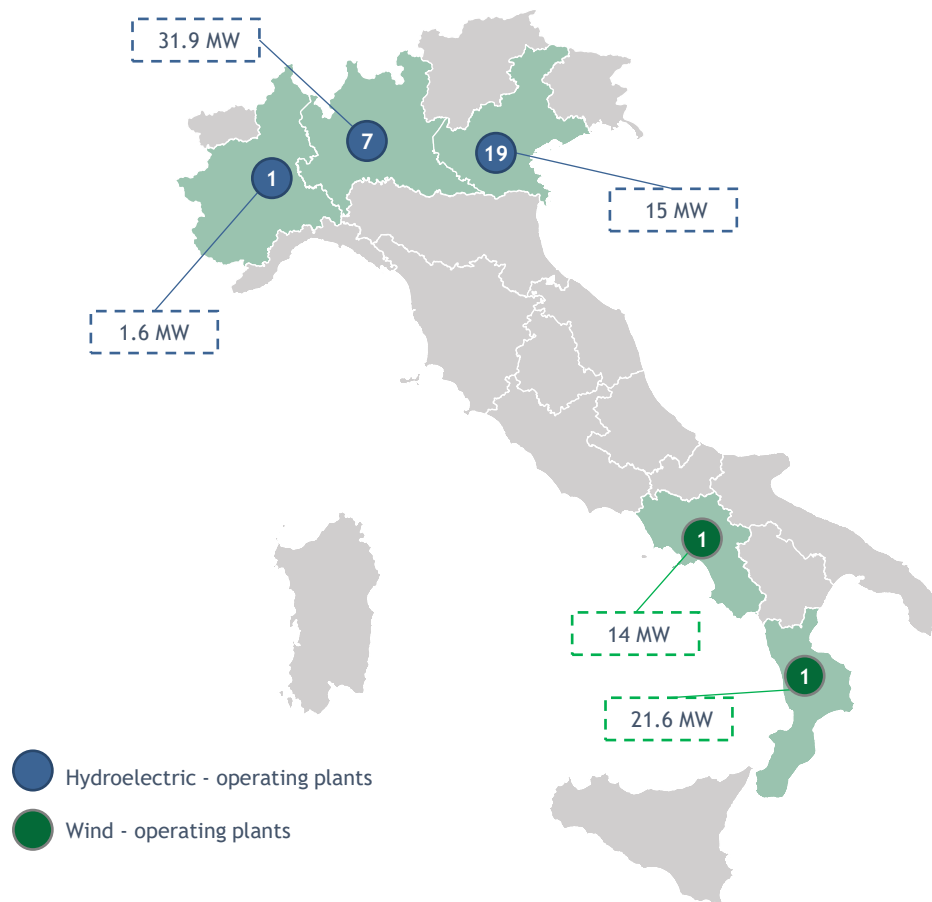 31.9 MW
7
19
1
15 MW
1.6 MW
1
14 MW
1
21.6 MW
Hydroelectric - operating plants
Wind - operating plants